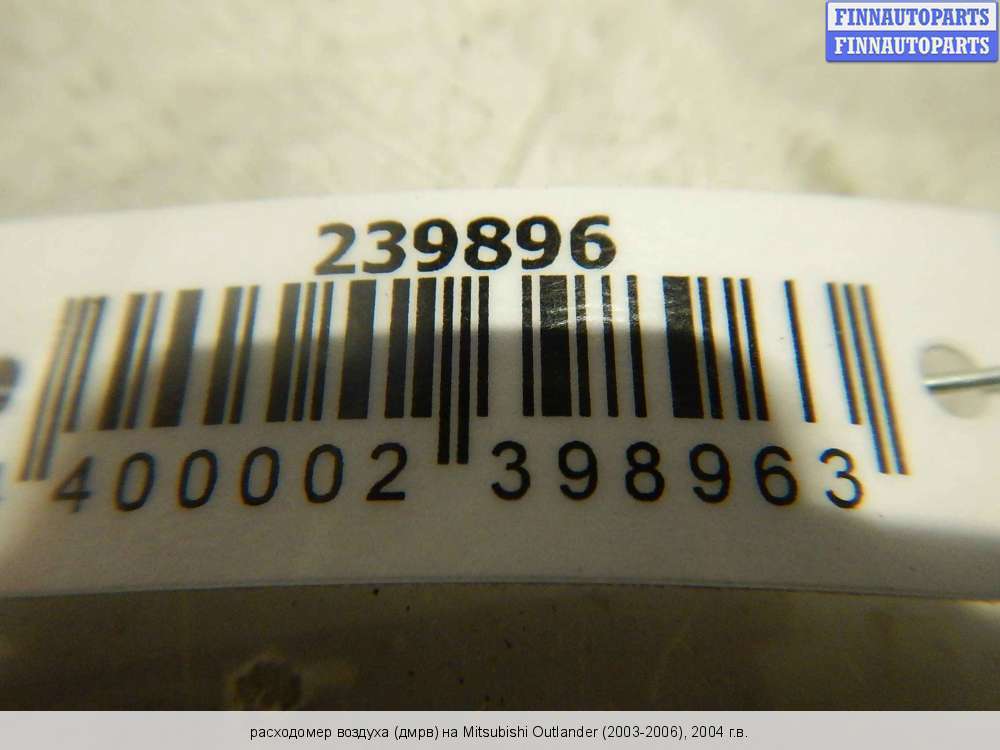 FINNAUTOPARTS
FINNAUTOPARTS
239896
400002 398963
расходомер воздуха (дмрв) на Mitsubishi Outlander (2003-2006), 2004 г.в.